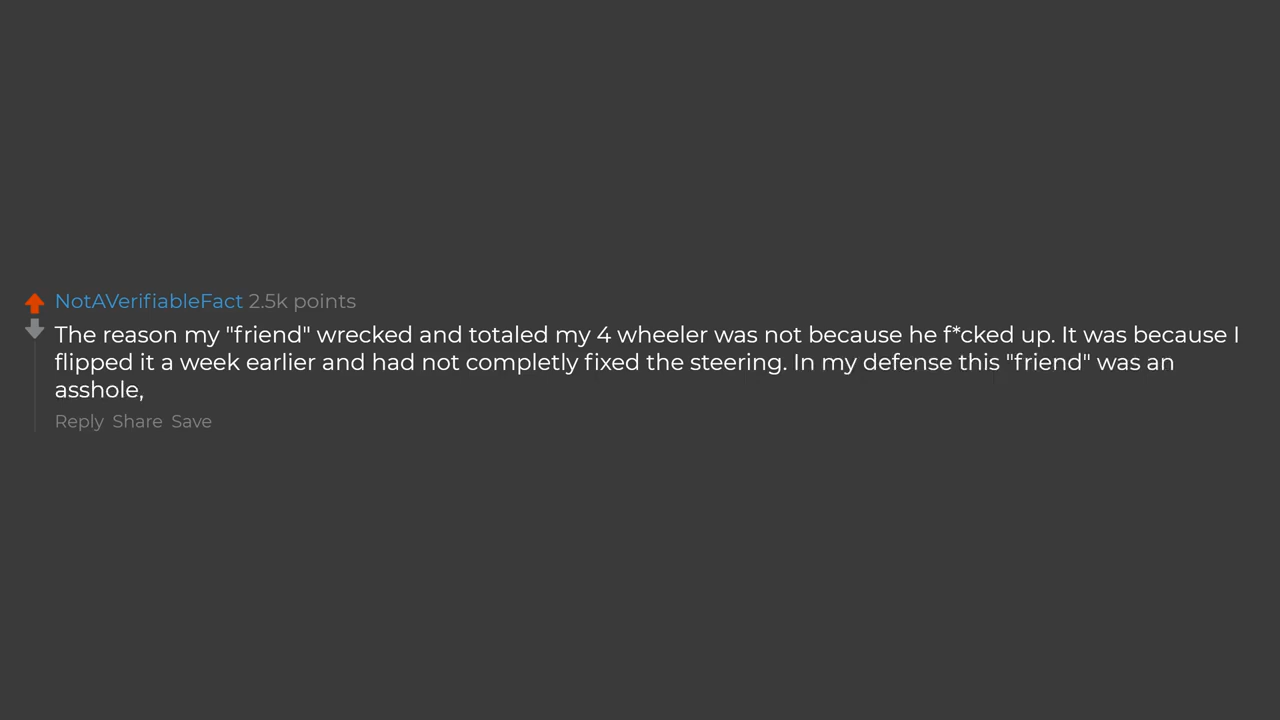 NotAVerifiableFact 2.5k points
The reason my "friend" wrecked and totaled my 4 wheeler was not because he f*cked up. It was because I
flipped it a week earlier and had not completly fixed the steering. In my defense this "friend" was an
asshole,
Reply Share Save